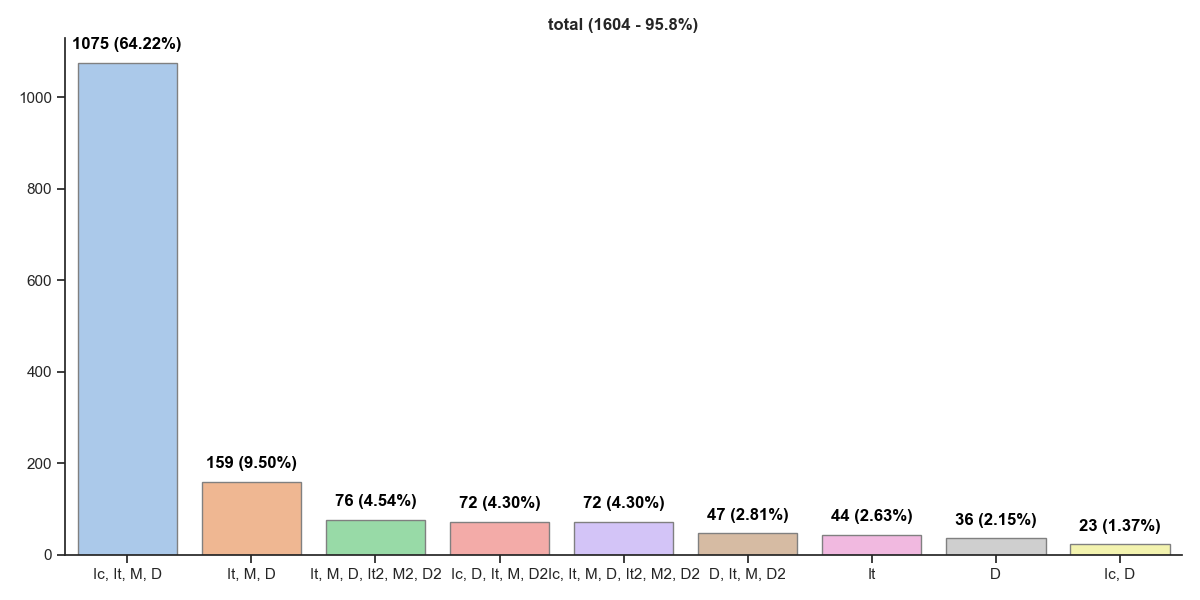 total (1604 - 95.8%)
1075 (64.22%)
1000
800
600
400
200
0
159 (9.50%)
76 (4.54%)
72 (4.30%)
72 (4.30%)
47 (2.81%)
44 (2.63%)
36 (2.15%)
23 (1.37%)
Ic, It, M, D
It, M, D
It, M, D, It2, M2, D2
Ic, D, It, M, D2
Ic, It, M, D, It2, M2, D2
D, It, M, D2
It
D
Ic, D